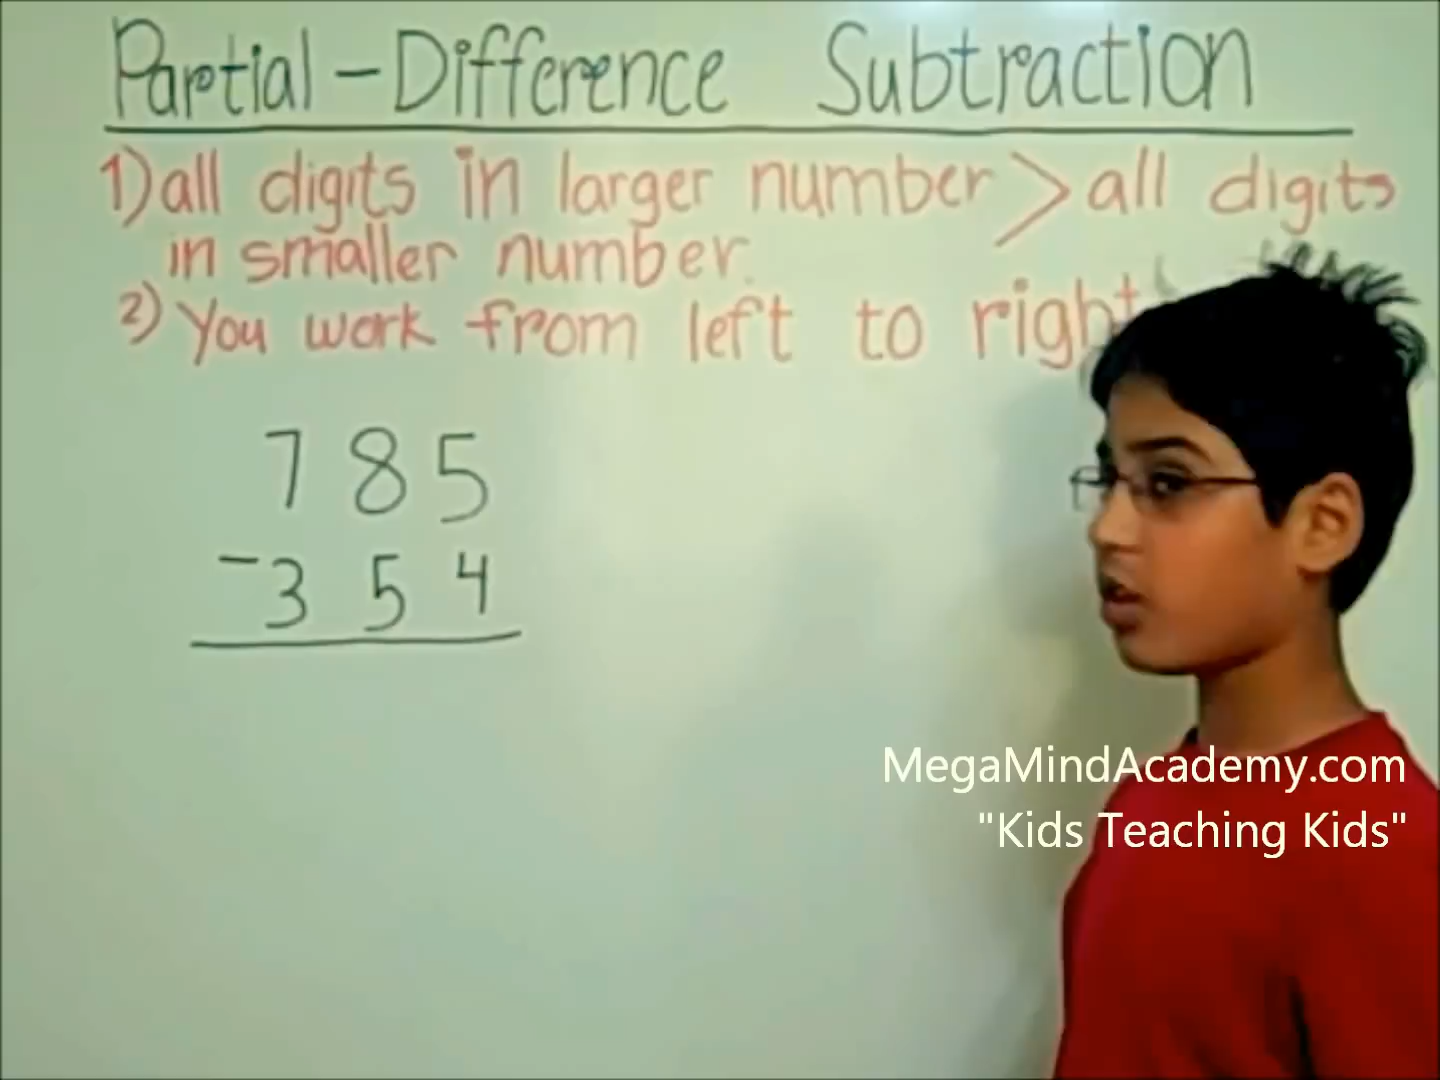 Partial-Difference Subtraction
1) all digits in larger number > all digits
in smaller number.
2) You work from left to right
785
-354
MegaMindAcademy.com
"Kids Teaching Kids"